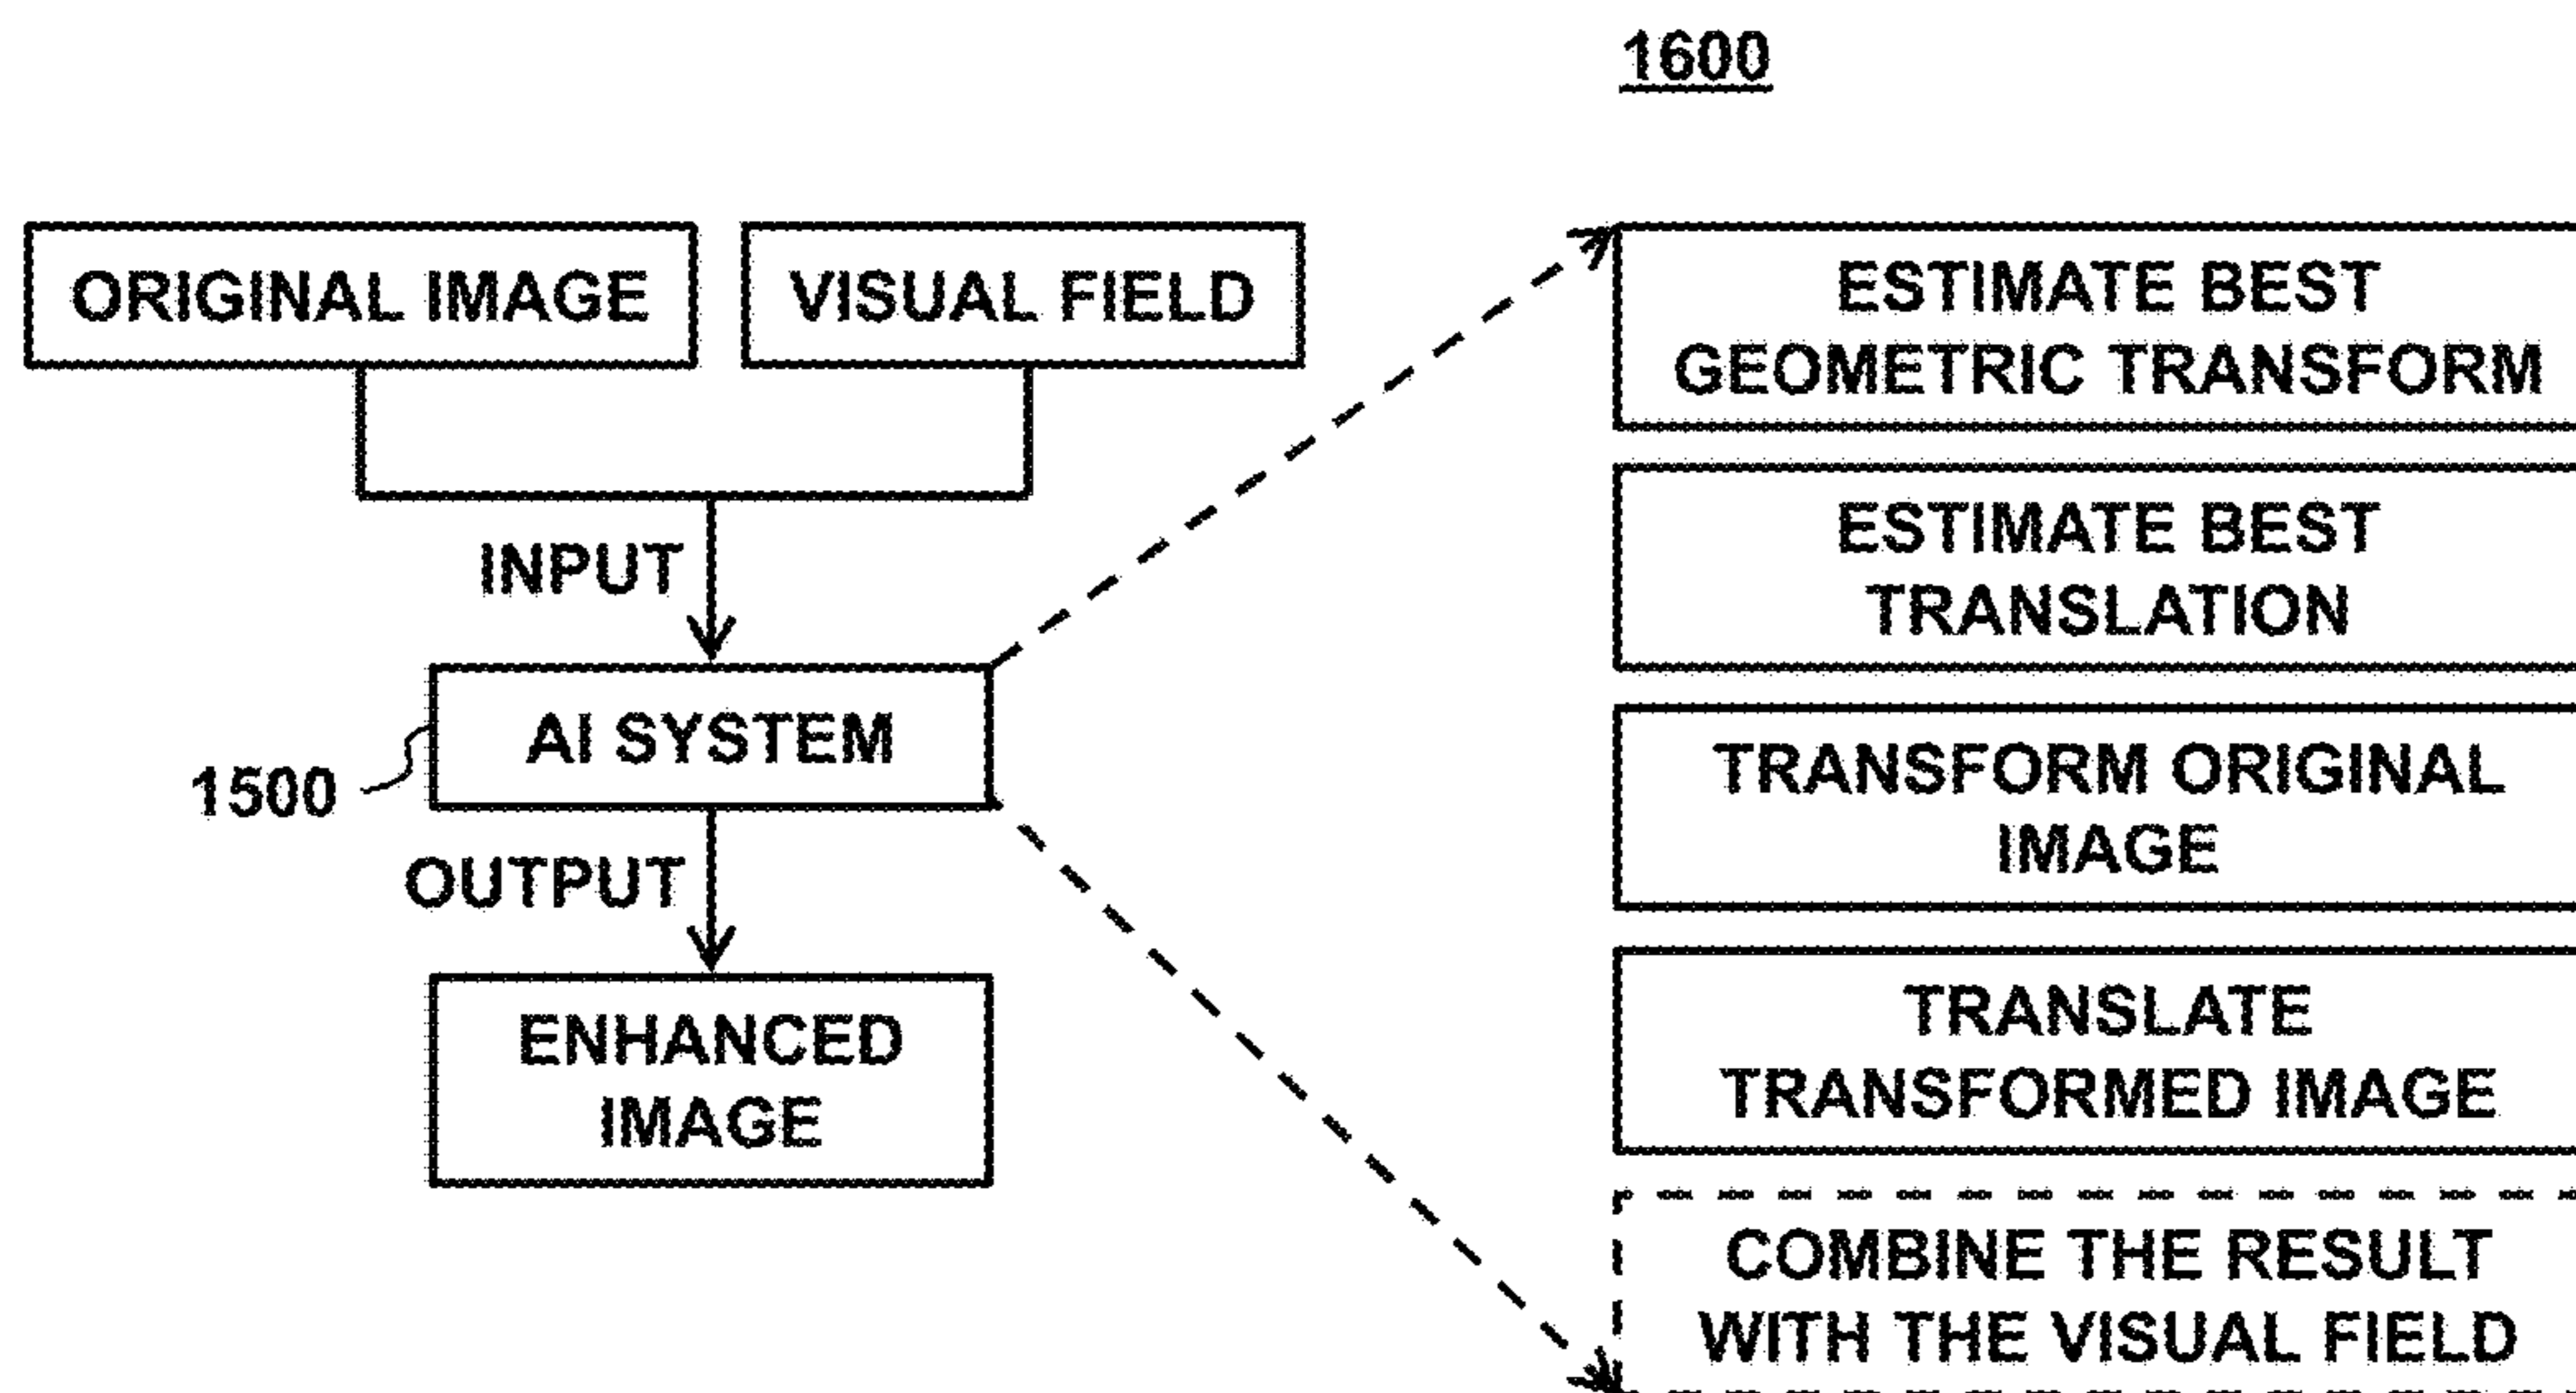 1600
ORIGINAL IMAGE
VISUAL FIELD
INPUT
AI SYSTEM
1500
OUTPUT
ENHANCED
IMAGE
ESTIMATE BEST
GEOMETRIC TRANSFORM
ESTIMATE BEST
TRANSLATION
TRANSFORM ORIGINAL
IMAGE
TRANSLATE
TRANSFORMED IMAGE
COMBINE THE RESULT
WITH THE VISUAL FIELD